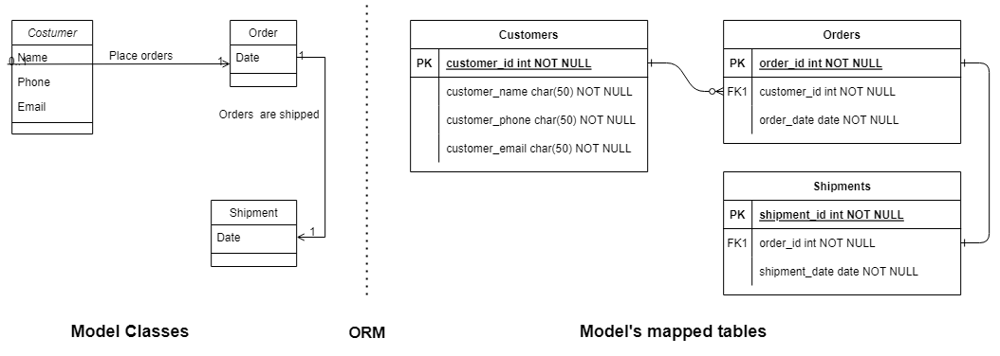 Costumer
Name
Phone
Email
0..1
Place orders
1
Order
Date
1
Orders are shipped
Shipment
Date
1
Customers
PK customer_id int NOT NULL
customer_name char(50) NOT NULL
customer_phone char(50) NOT NULL
customer_email char(50) NOT NULL
Orders
PK order_id int NOT NULL
FK1 customer_id int NOT NULL
order_date date NOT NULL
Shipments
PK shipment_id int NOT NULL
FK1 order_id int NOT NULL
shipment_date date NOT NULL
Model Classes
ORM
Model's mapped tables